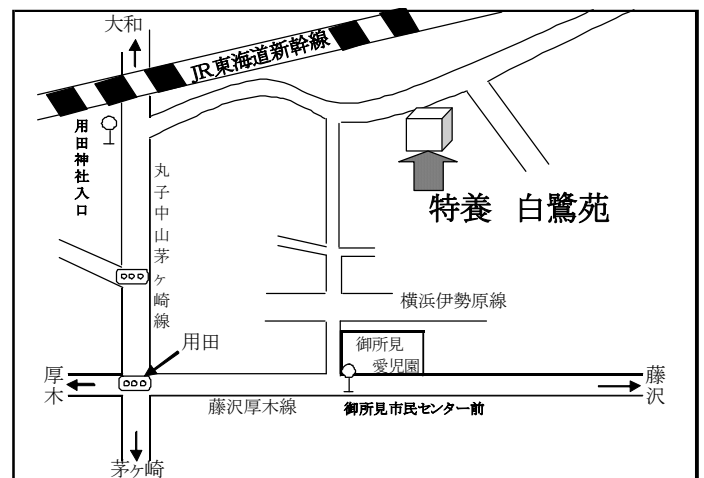 大和
JR東海道新幹線
用田神社入口
丸子中山茅ヶ崎線
特養 白鷺苑
横浜伊勢原線
用田
御所見
愛児園
厚木
藤沢
藤沢厚木線
御所見市民センター前
茅ヶ崎